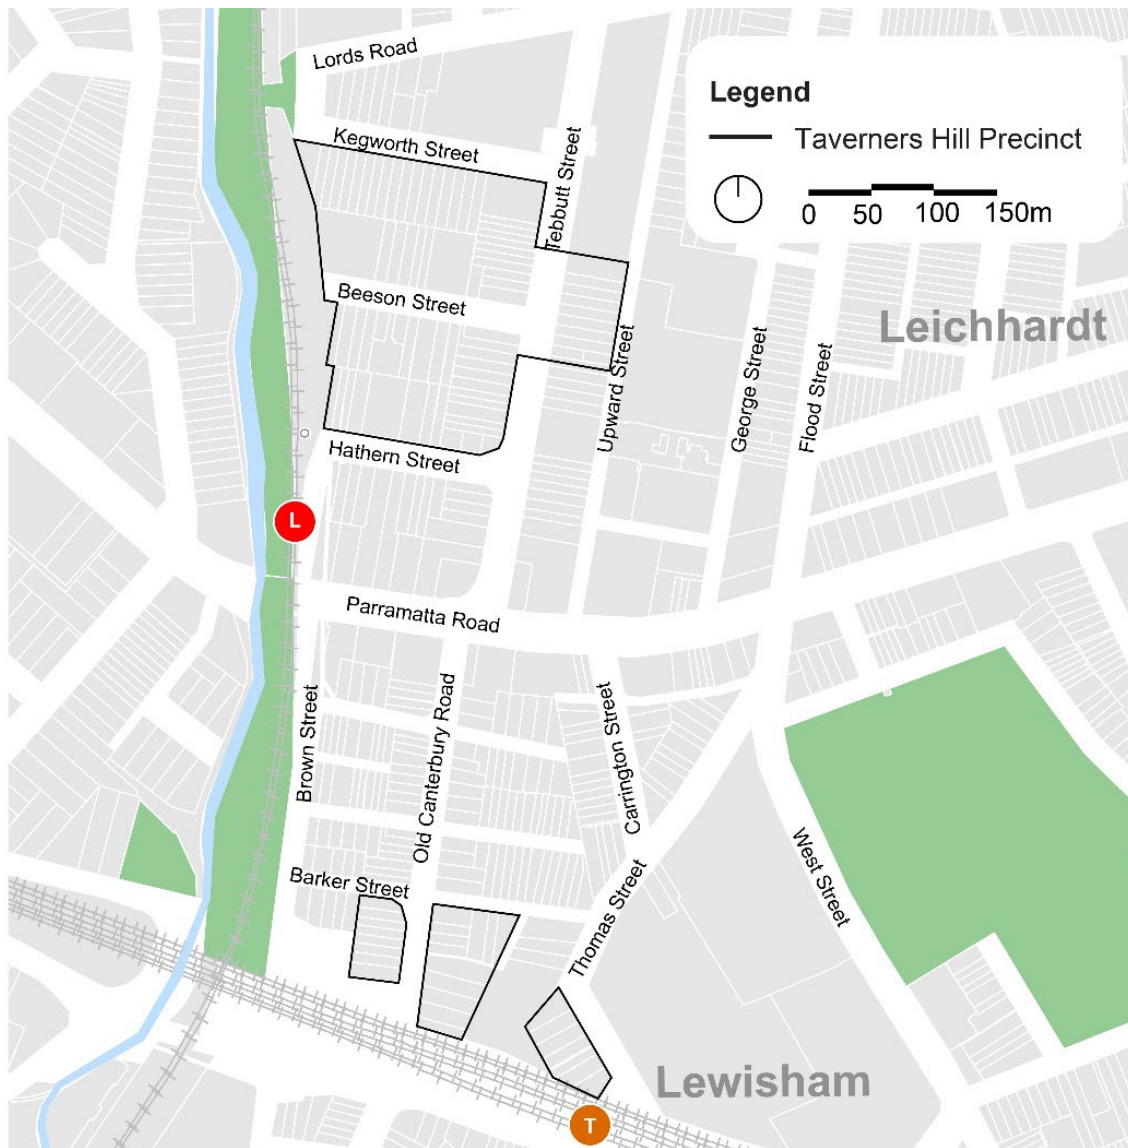 Lords Road
Legend
Taverners Hill Precinct
0 50 100 150m
Kegworth Street
Tebbutt Street
Beeson Street
Leichhardt
Upward Street
George Street
Flood Street
Hathern Street
L
Parramatta Road
Brown Street
Old Canterbury Road
Carington Street
West Street
Barker Street
Thomas Street
Lewisham
T